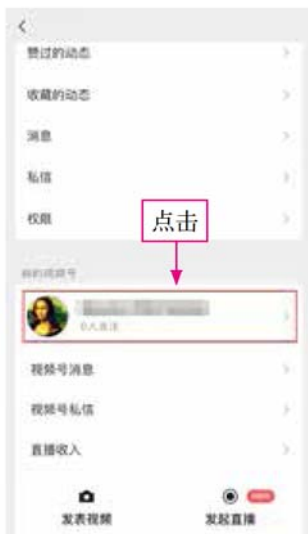 赞过的动态
收藏的动态
消息
私信
权限
点击
我的视频号
0人关注
视频号消息
视频号私信
直播收入
发表视频
发起直播